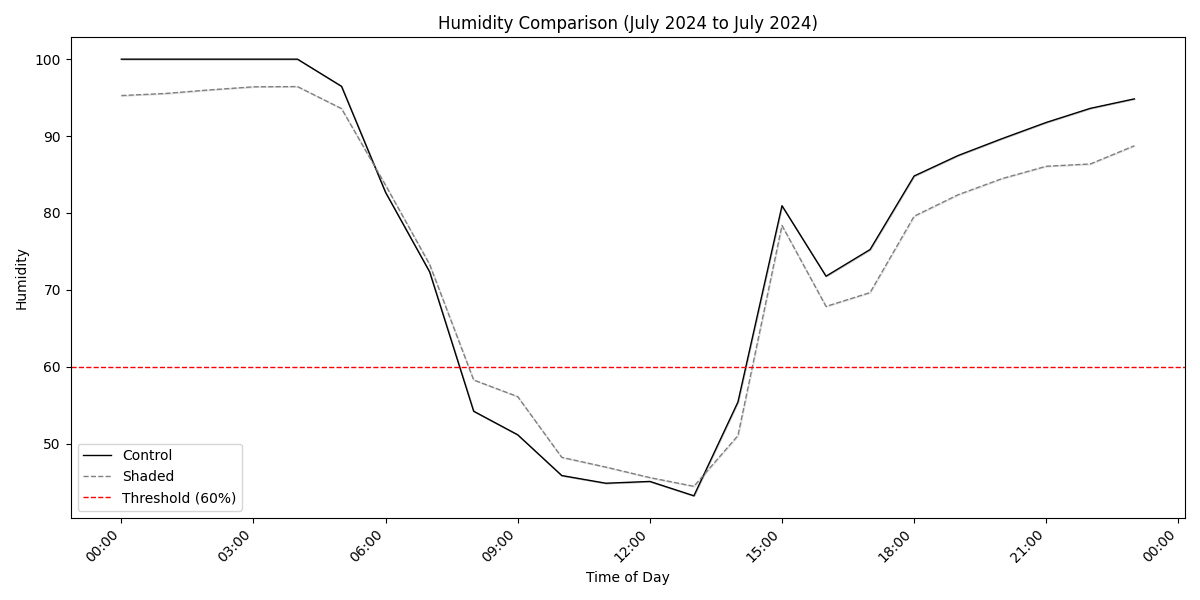 Humidity Comparison (July 2024 to July 2024)
Humidity
100
90
80
70
60
50
Control
Shaded
Threshold (60%)
00:00
03:00
06:00
09:00
12:00
15:00
18:00
21:00
00:00
Time of Day